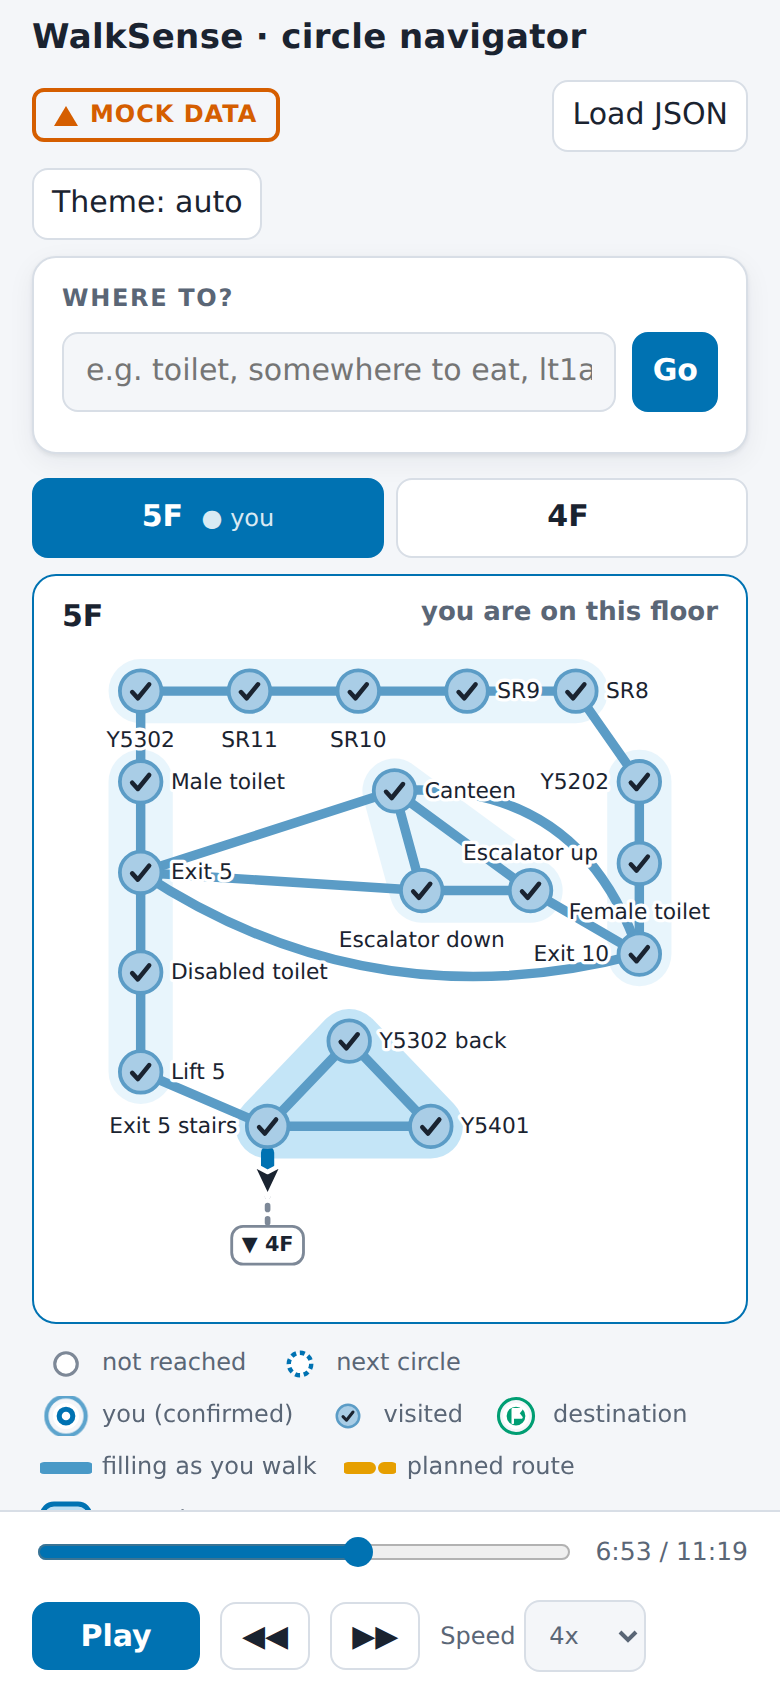 WalkSense · circle navigator
▲ MOCK DATA
Load JSON
Theme: auto
WHERE TO?
e.g. toilet, somewhere to eat, lt1a
Go
5F ● you
4F
5F
you are on this floor
SR9
SR8
Y5302
SR11
SR10
Male toilet
Canteen
Y5202
Exit 5
Escalator up
Female toilet
Escalator down
Exit 10
Disabled toilet
Y5302 back
Lift 5
Exit 5 stairs
Y5401
▼ 4F
not reached
next circle
you (confirmed)
visited
destination
filling as you walk
planned route
6:53 / 11:19
Play
◀◀
▶▶
Speed
4x